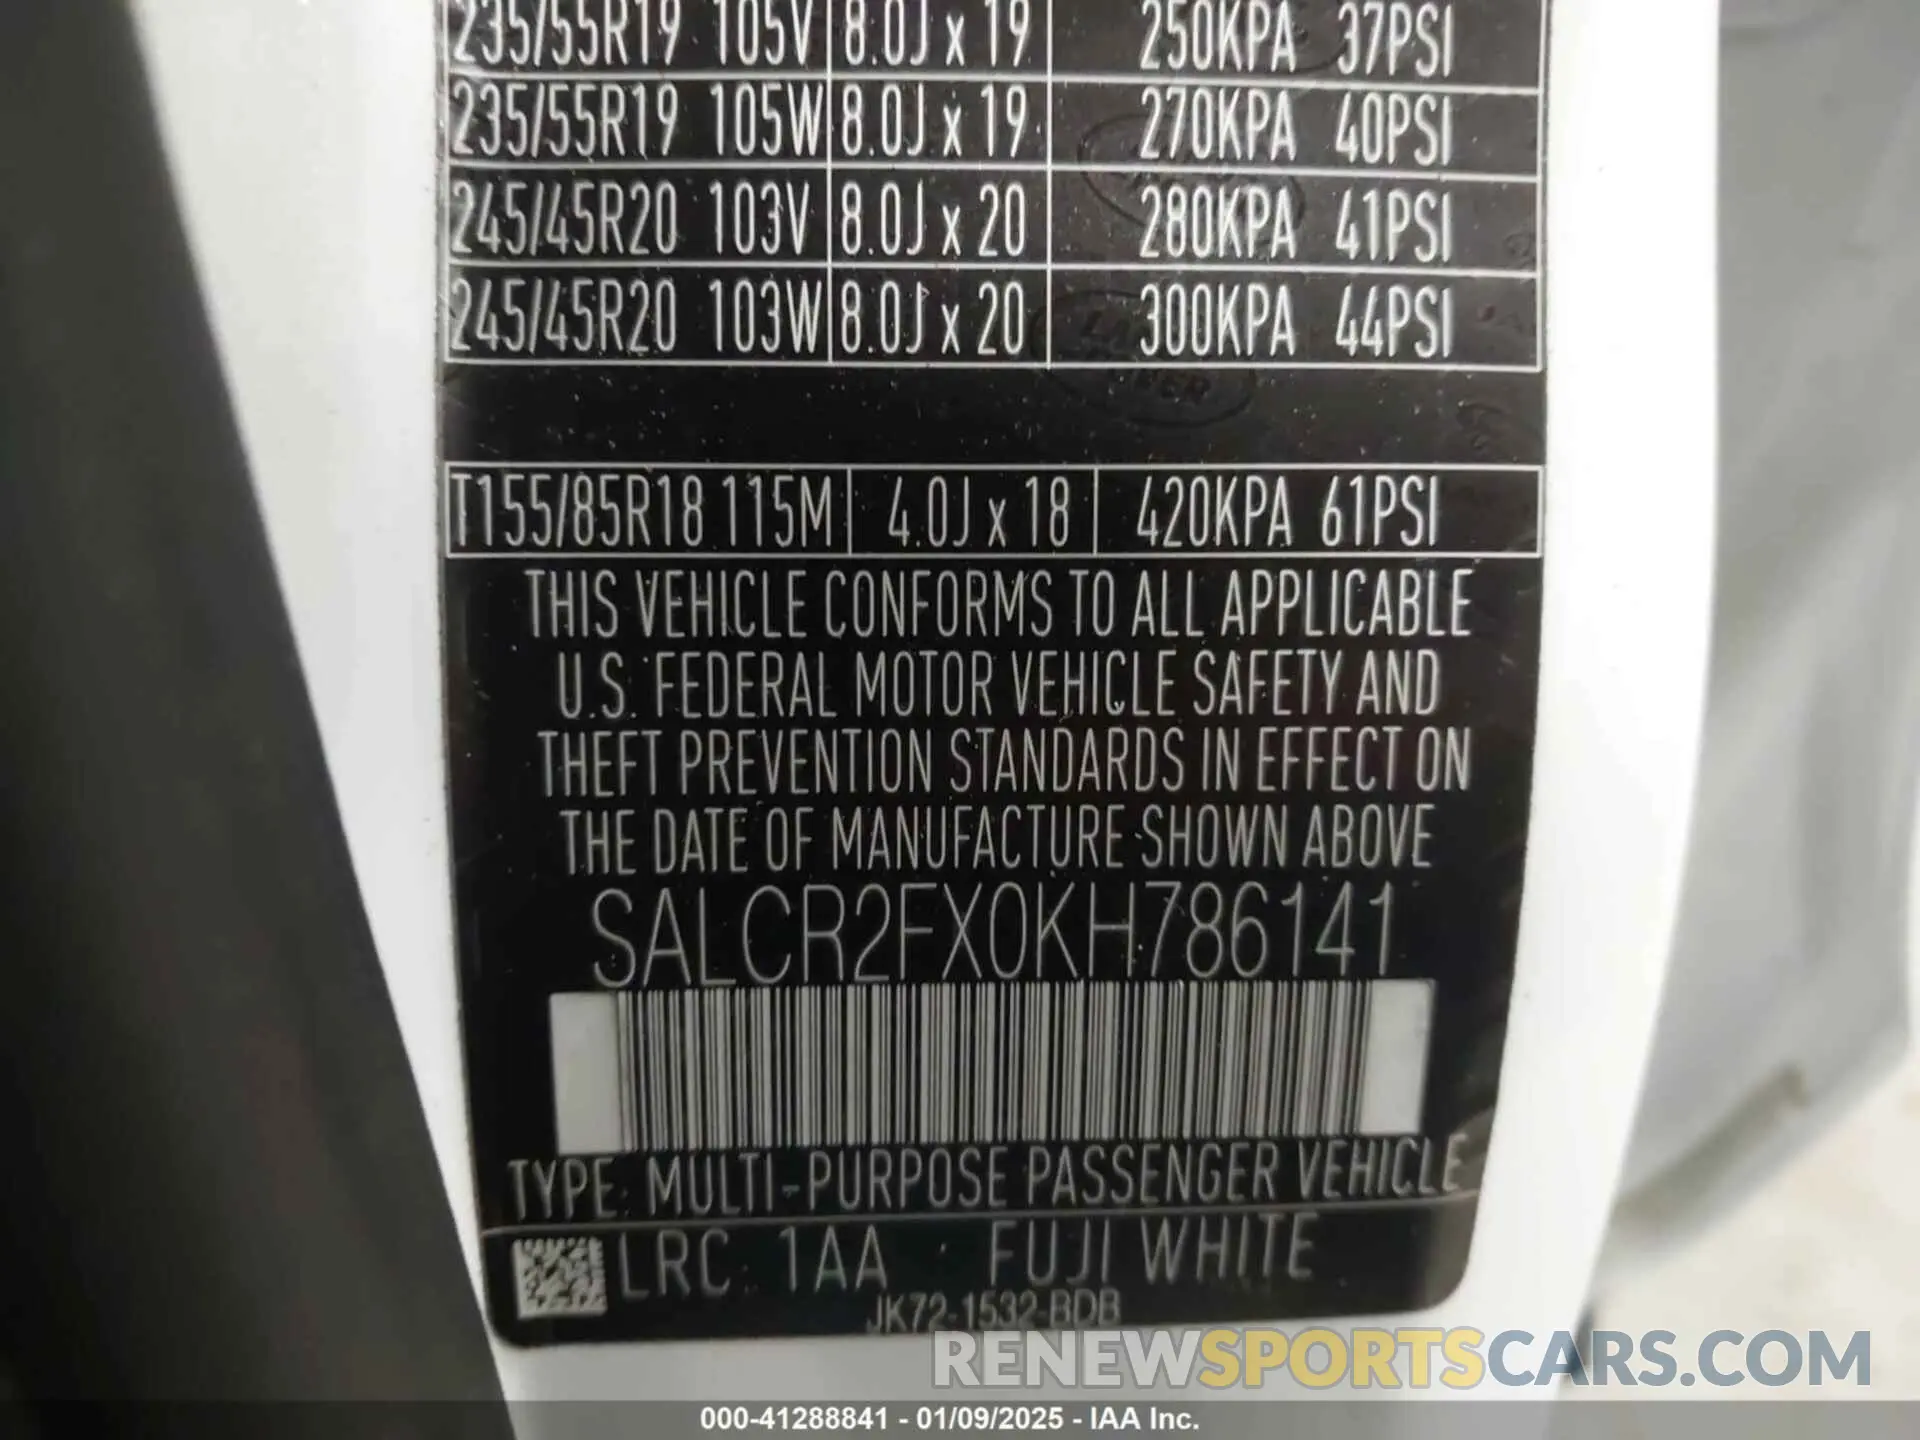 235/55R19 105V 8.0J x 19 250KPA 37PSI
235/55R19 105W 8.0J x 19 270KPA 40PSI
245/45R20 103V 8.0J x 20 280KPA 41PSI
245/45R20 103W 8.0J x 20 300KPA 44PSI
T155/85R18 115M 4.0J x 18 420KPA 61PSI
THIS VEHICLE CONFORMS TO ALL APPLICABLE
U.S. FEDERAL MOTOR VEHICLE SAFETY AND
THEFT PREVENTION STANDARDS IN EFFECT ON
THE DATE OF MANUFACTURE SHOWN ABOVE
SALCR2FX0KH786141
TYPE: MULTI-PURPOSE PASSENGER VEHICLE
LRC 1AA FUJI WHITE
JK72-1532-BDB
RENEWSPORTSCARS.COM
000-41288841 - 01/09/2025 - IAA Inc.